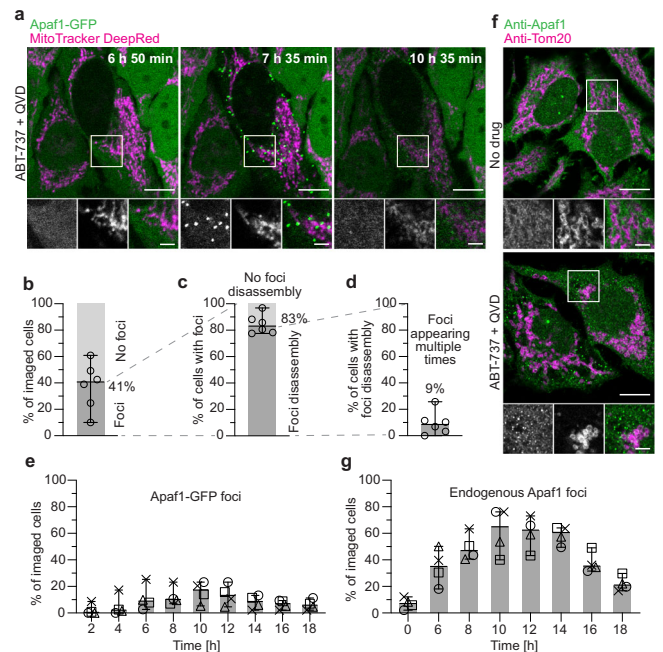 a
Apaf1-GFP
MitoTracker DeepRed
ABT-737 + QVD
6 h 50 min
7 h 35 min
10 h 35 min
f
Anti-Apaf1
Anti-Tom20
No drug
ABT-737 + QVD
b
% of imaged cells
100
80
60
40
20
0
41%
No foci
Foci
c
No foci
disassembly
% of cells with foci
100
80
60
40
20
0
83%
Foci disassembly
d
% of cells with
foci disassembly
100
80
60
40
20
0
Foci
appearing
multiple
times
9%
e
Apaf1-GFP foci
% of imaged cells
100
80
60
40
20
0
2 4 6 8 10 12 14 16 18
Time [h]
g
Endogenous Apaf1 foci
% of imaged cells
100
80
60
40
20
0
0 6 8 10 12 14 16 18
Time [h]